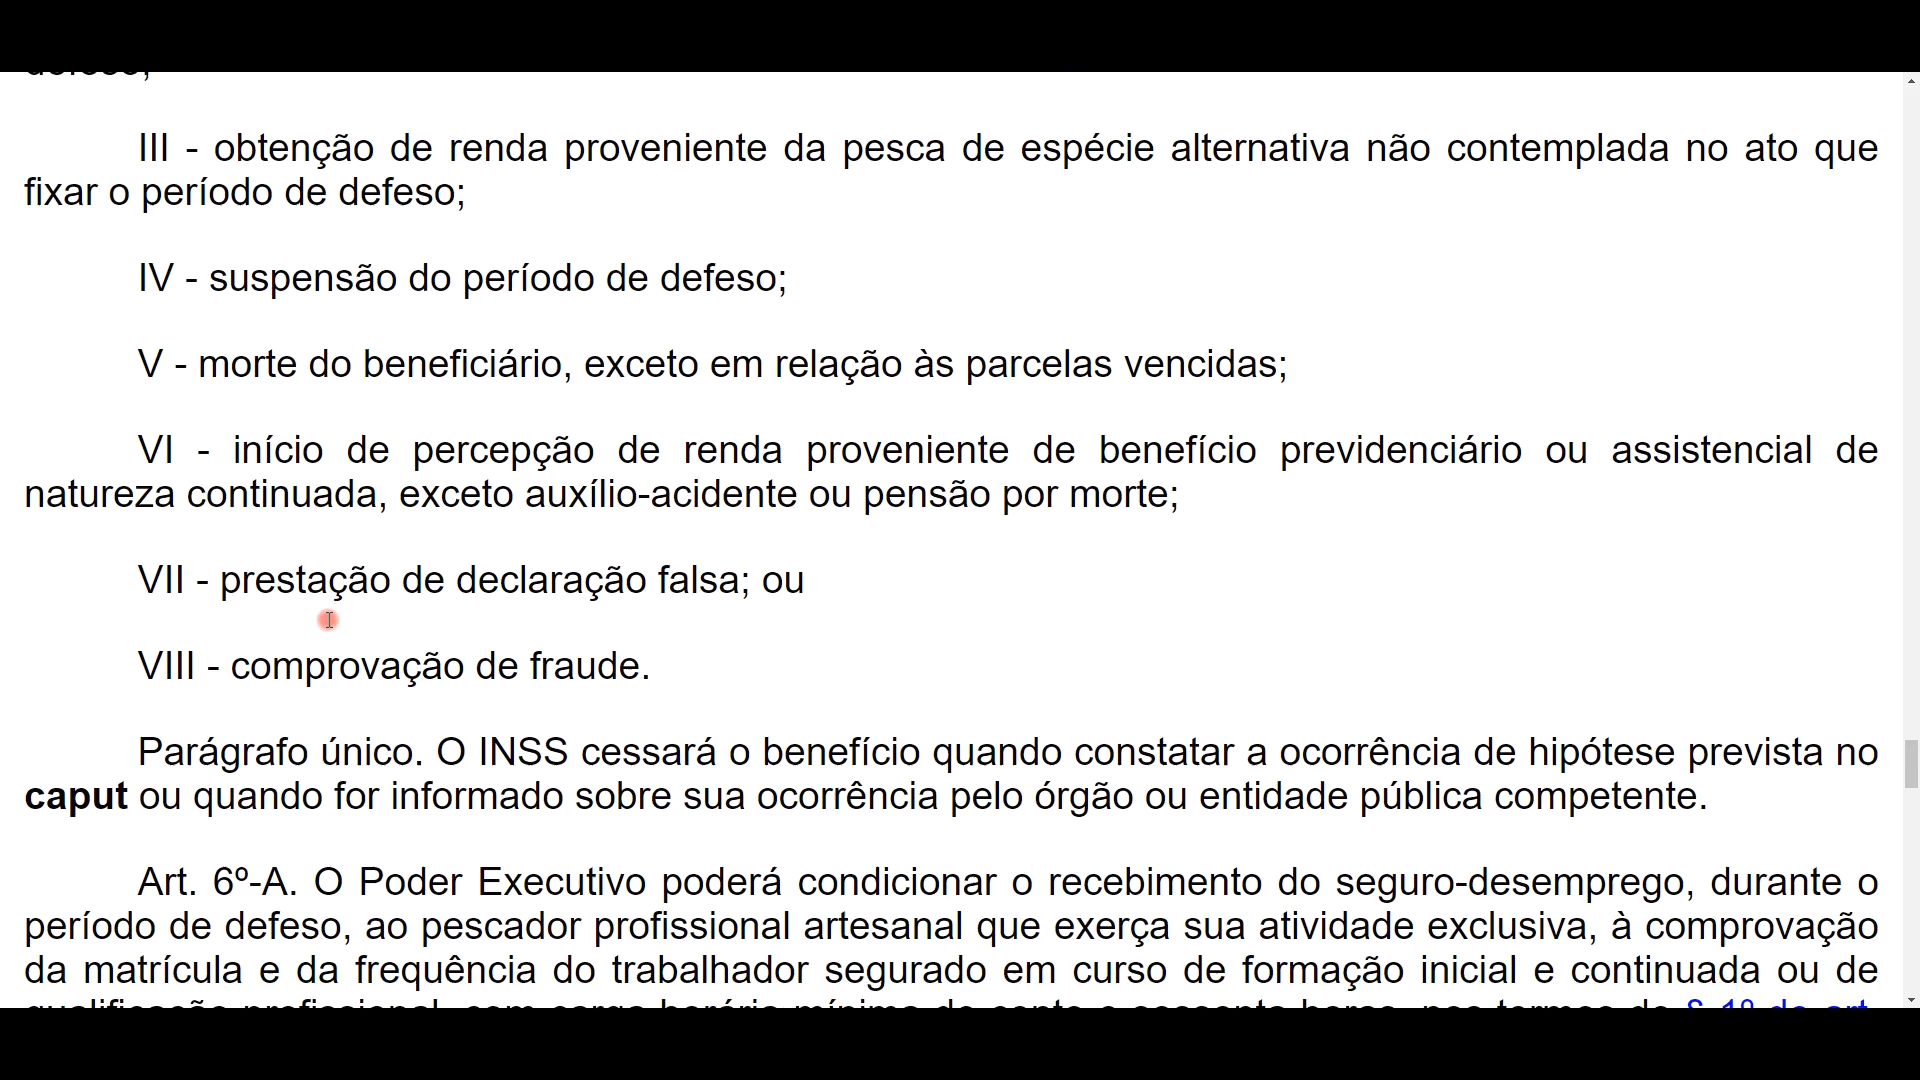 III - obtenção de renda proveniente da pesca de espécie alternativa não contemplada no ato que
fixar o período de defeso;
IV - suspensão do período de defeso;
V - morte do beneficiário, exceto em relação às parcelas vencidas;
VI - início de percepção de renda proveniente de benefício previdenciário ou assistencial de
natureza continuada, exceto auxílio-acidente ou pensão por morte;
VII - prestação de declaração falsa; ou
VIII - comprovação de fraude.
Parágrafo único. O INSS cessará o benefício quando constatar a ocorrência de hipótese prevista no
caput ou quando for informado sobre sua ocorrência pelo órgão ou entidade pública competente.
Art. 6º-A. O Poder Executivo poderá condicionar o recebimento do seguro-desemprego, durante o
período de defeso, ao pescador profissional artesanal que exerça sua atividade exclusiva, à comprovação
da matrícula e da frequência do trabalhador segurado em curso de formação inicial e continuada ou de